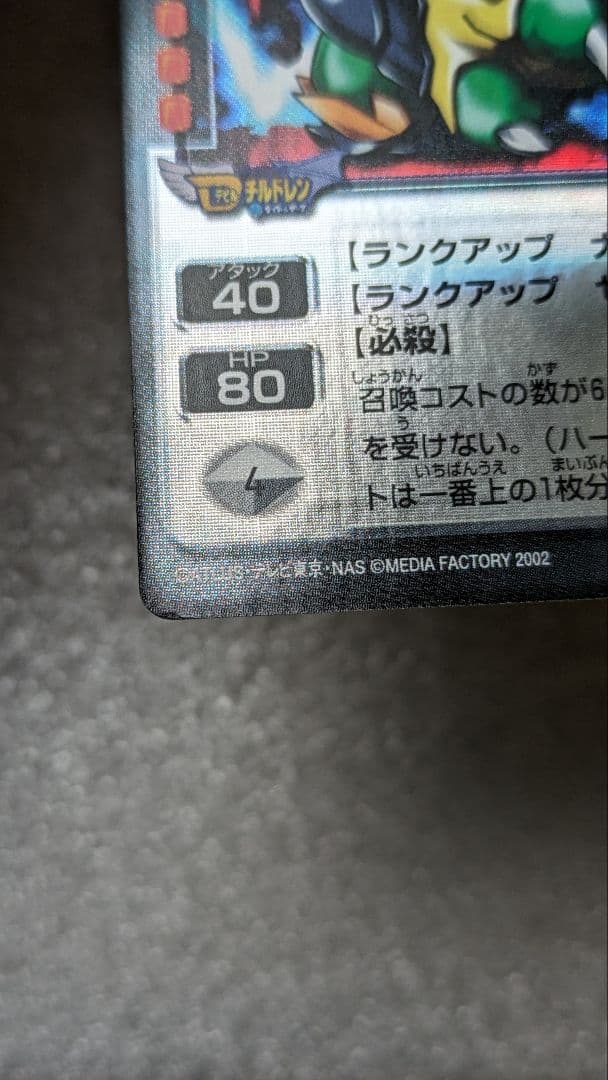 デビ チルドレン
アタック
40
HP
80
4
【ランクアップ
【ランクアップ
ひっ さつ
【必殺】
しょうかん かず
召喚コストの数が6
う
を受けない。（ハー
いちばんうえ まいぶん
トは一番上の1枚分
©ATLUS・テレビ東京・NAS ©MEDIA FACTORY 2002